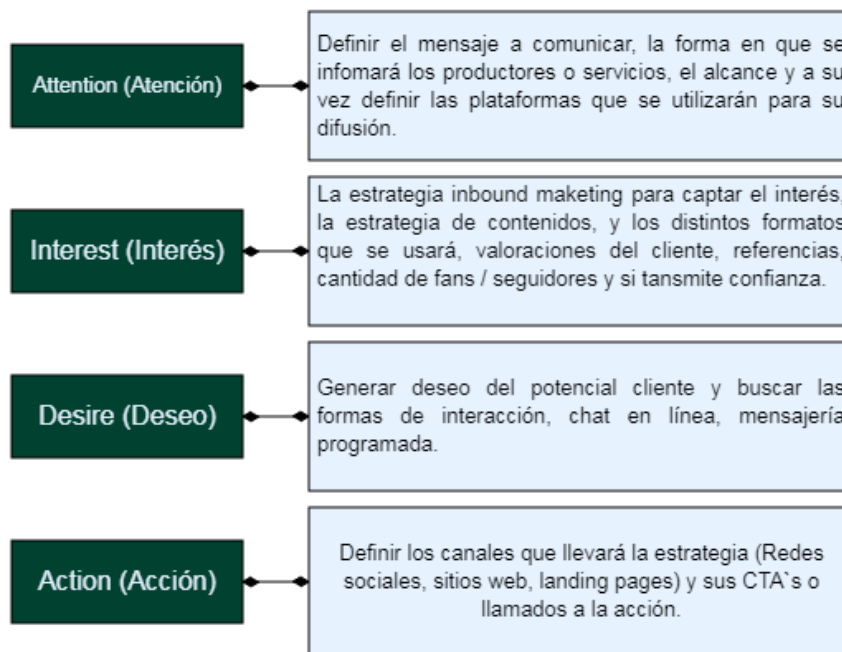 Attention (Atención)
Definir el mensaje a comunicar, la forma en que se
infomará los productores o servicios, el alcance y a su
vez definir las plataformas que se utilizarán para su
difusión.
Interest (Interés)
La estrategia inbound maketing para captar el interés,
la estrategia de contenidos, y los distintos formatos
que se usará, valoraciones del cliente, referencias,
cantidad de fans / seguidores y si tansmite confianza.
Desire (Deseo)
Generar deseo del potencial cliente y buscar las
formas de interacción, chat en línea, mensajería
programada.
Action (Acción)
Definir los canales que llevará la estrategia (Redes
sociales, sitios web, landing pages) y sus CTA`s o
llamados a la acción.